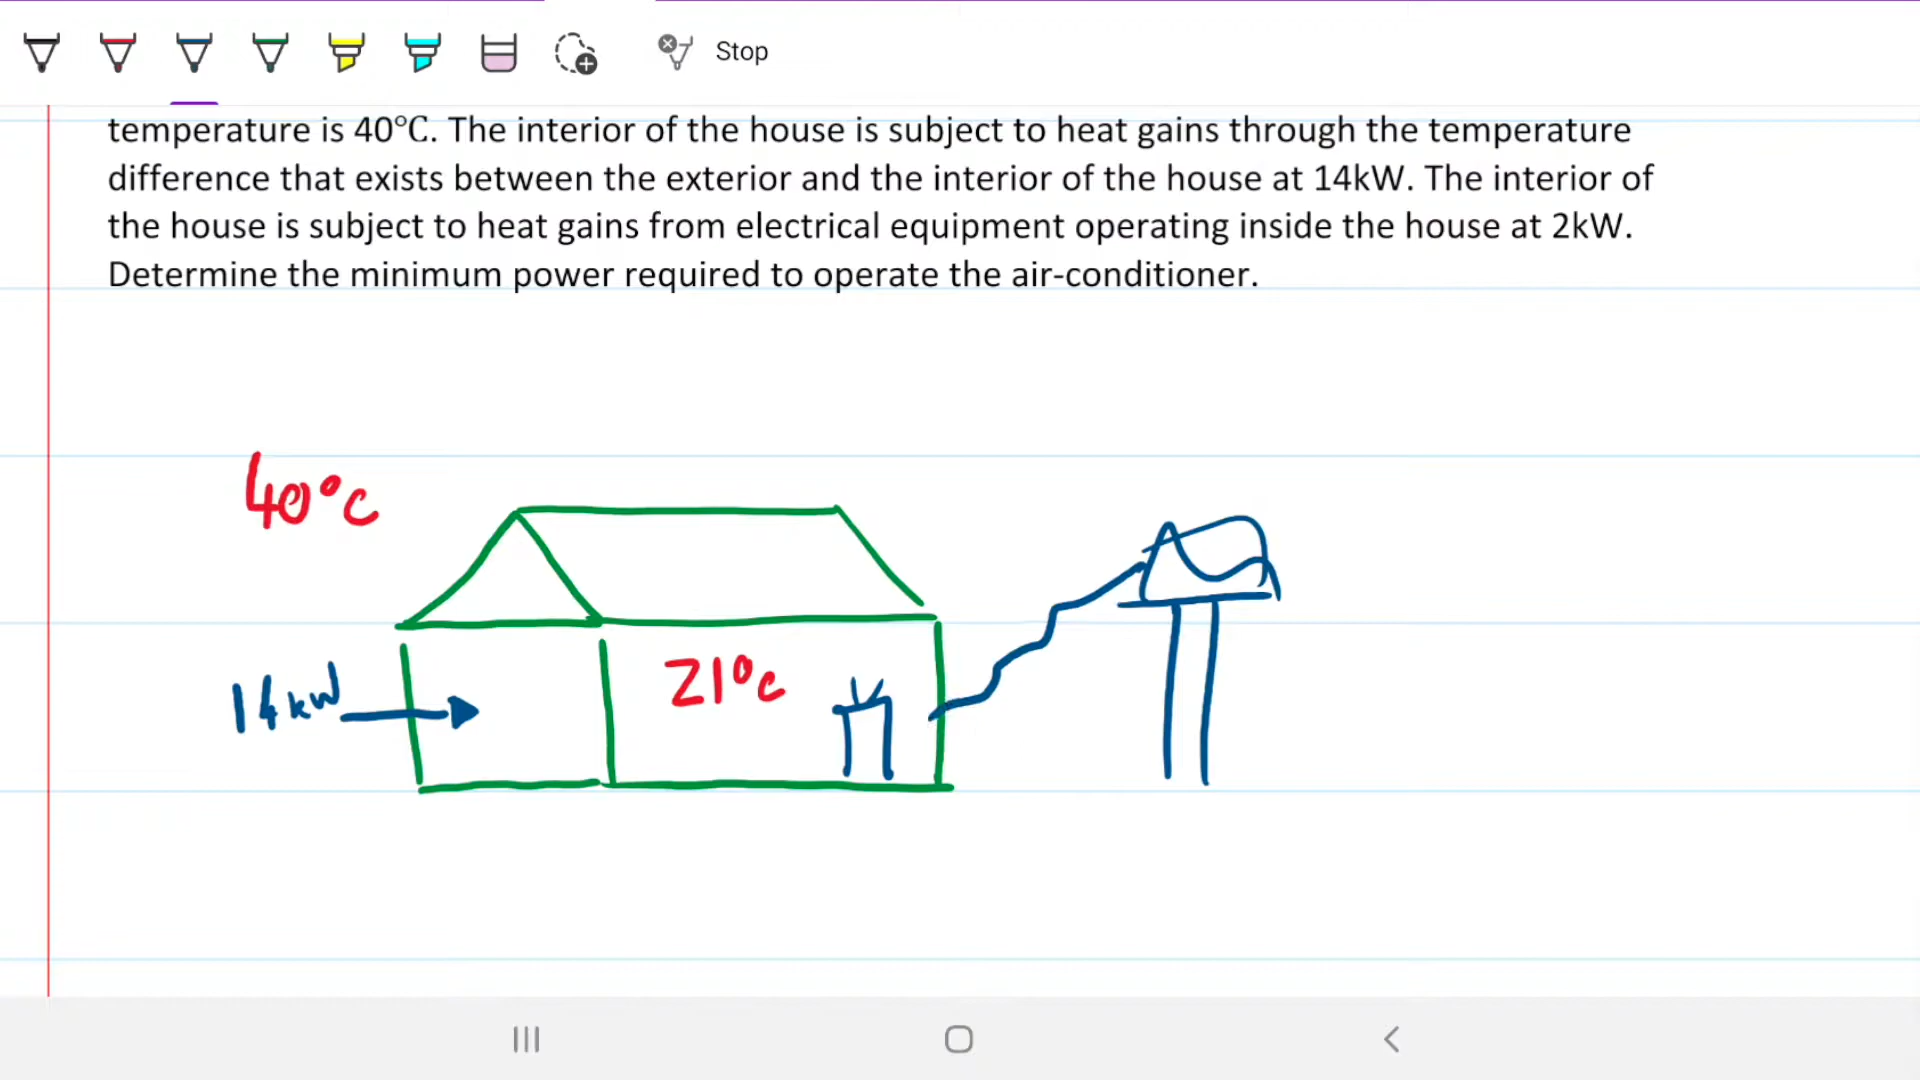 Stop
temperature is 40°C. The interior of the house is subject to heat gains through the temperature
difference that exists between the exterior and the interior of the house at 14kW. The interior of
the house is subject to heat gains from electrical equipment operating inside the house at 2kW.
Determine the minimum power required to operate the air-conditioner.
40°c
21°c
14kW